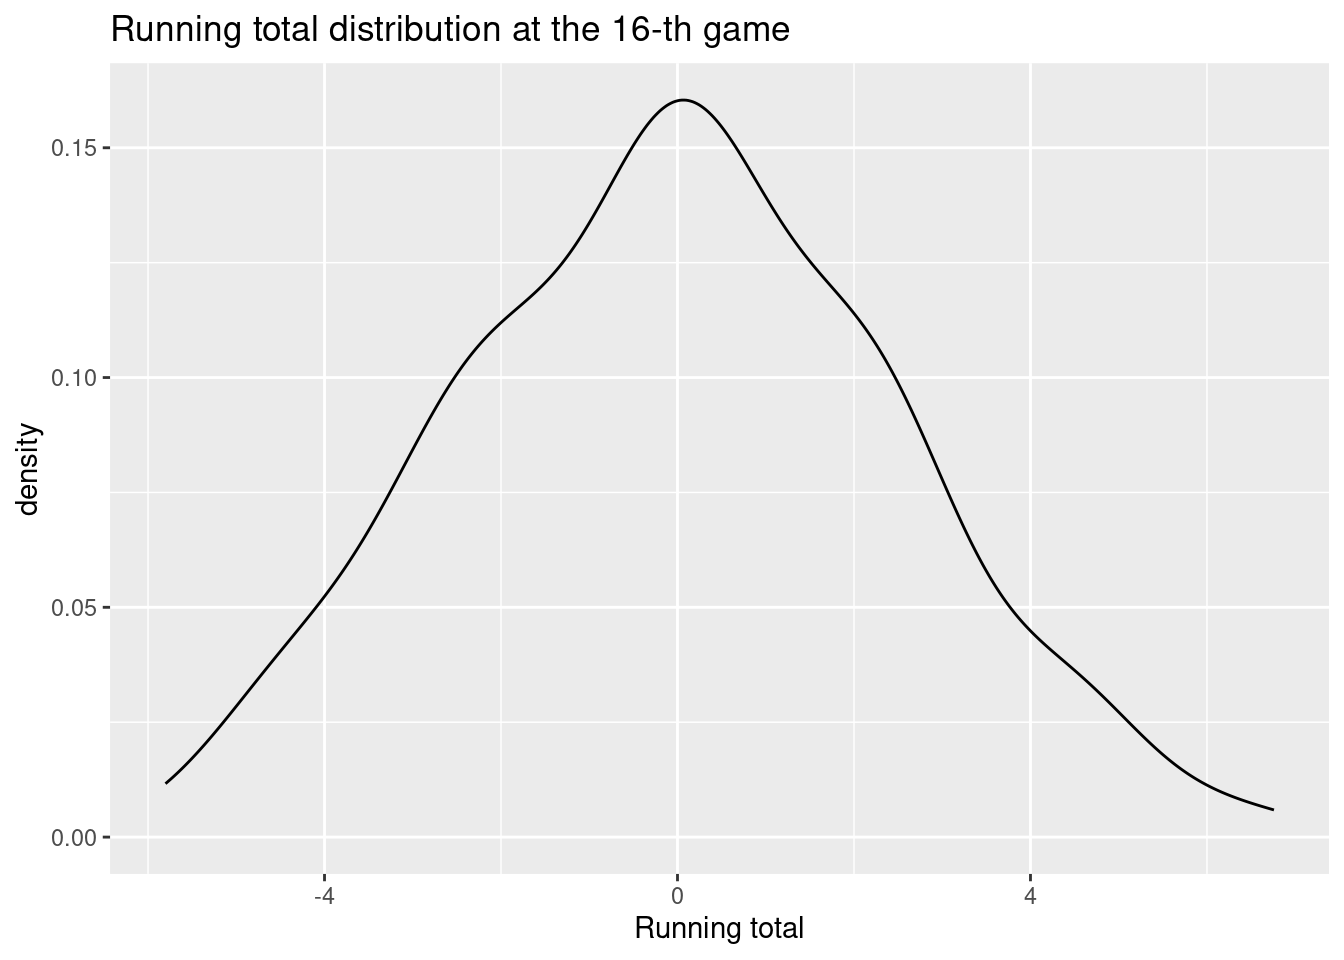 Running total distribution at the 16-th game
density
0.15
0.10
0.05
0.00
-4 0 4
Running total